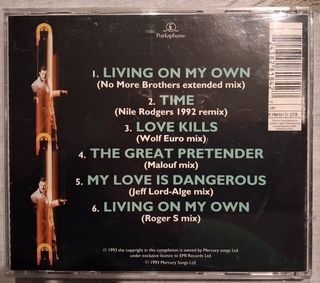 Parlophone
1. LIVING ON MY OWN
(No More Brothers extended mix)
2. TIME
(Nile Rodgers 1992 remix)
3. LOVE KILLS
(Wolf Euro mix)
4. THE GREAT PRETENDER
(Malouf mix)
5. MY LOVE IS DANGEROUS
(Jeff Lord-Alge mix)
6. LIVING ON MY OWN
(Roger S mix)
℗ 1993 the copyright in this compilation is owned by Mercury songs Ltd.
under exclusive licence to EMI Records Ltd.
© 1993 Mercury Songs Ltd.